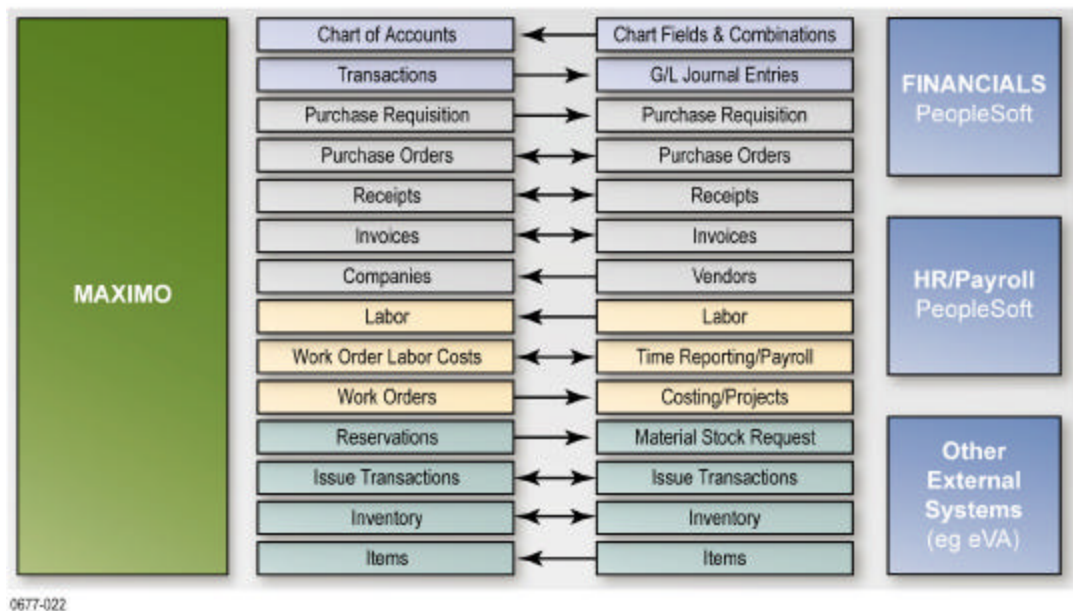 MAXIMO
Chart of Accounts
Chart Fields & Combinations
Transactions
G/L Journal Entries
Purchase Requisition
Purchase Requisition
Purchase Orders
Purchase Orders
Receipts
Receipts
Invoices
Invoices
Companies
Vendors
Labor
Labor
Work Order Labor Costs
Time Reporting/Payroll
Work Orders
Costing/Projects
Reservations
Material Stock Request
Issue Transactions
Issue Transactions
Inventory
Inventory
Items
Items
FINANCIALS
PeopleSoft
HR/Payroll
PeopleSoft
Other
External
Systems
(eg eVA)
0677-022